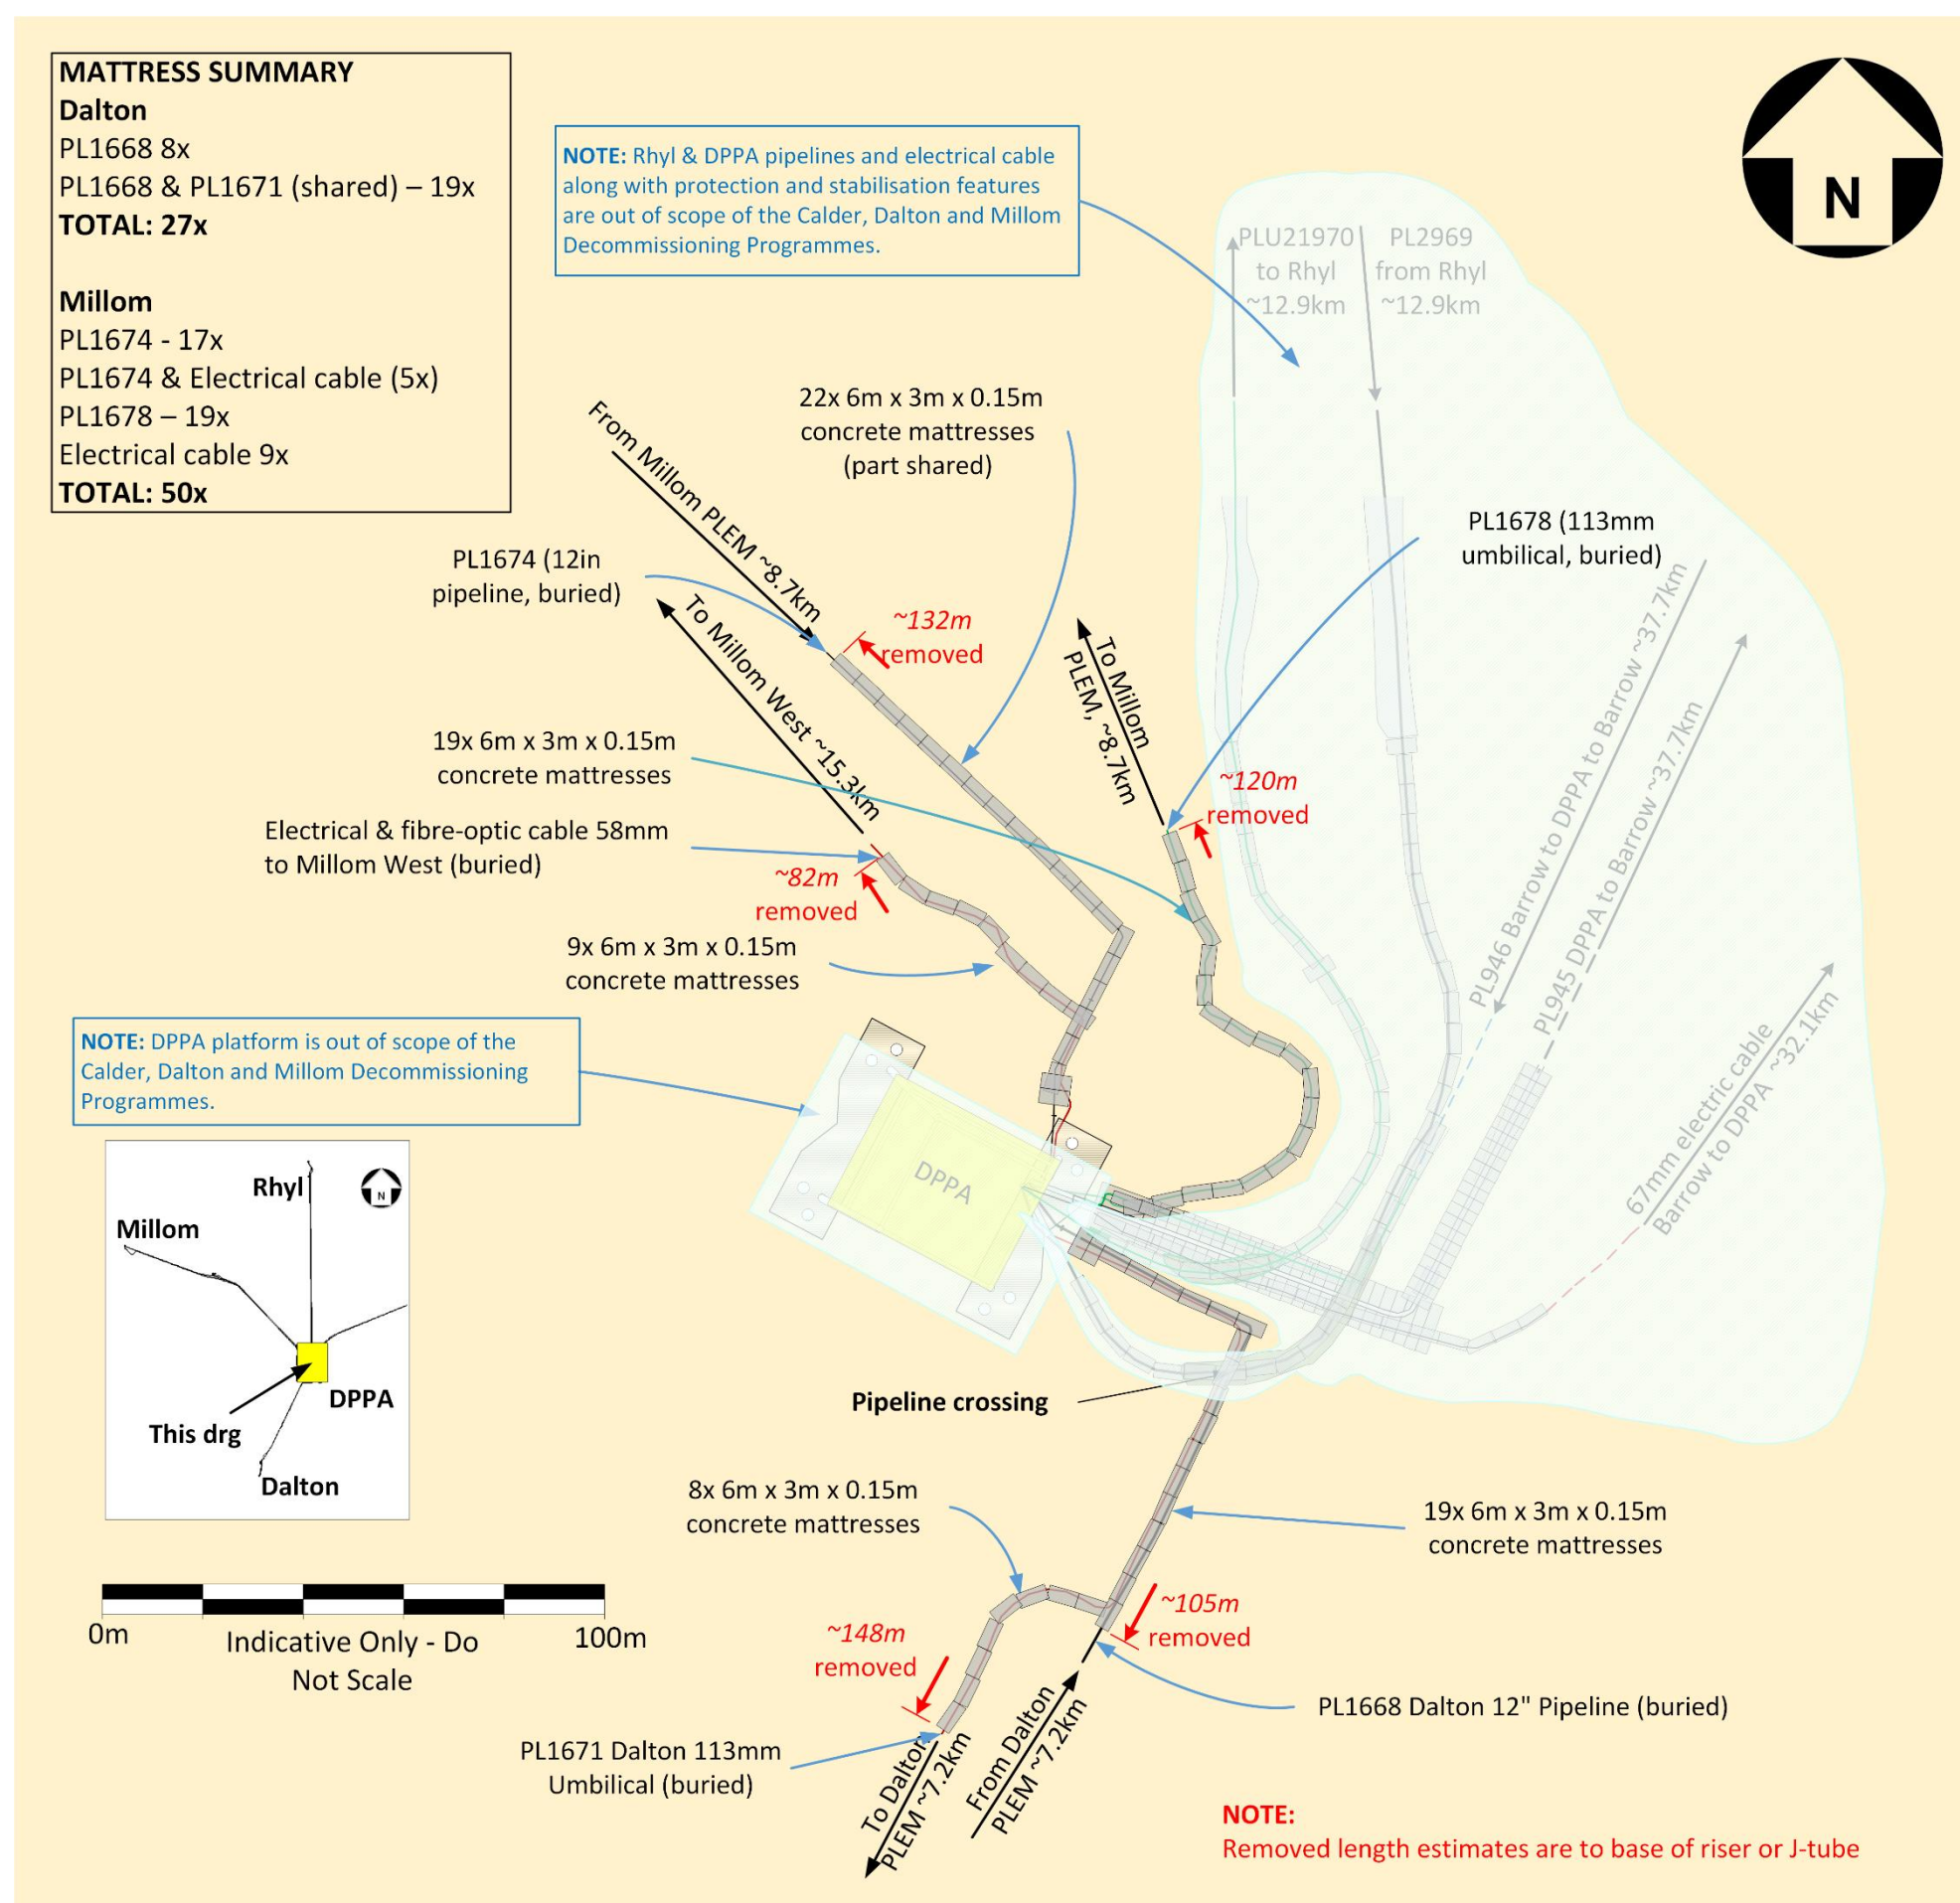 MATTRESS SUMMARY
Dalton
PL1668 8x
PL1668 & PL1671 (shared) – 19x
TOTAL: 27x
Millom
PL1674 - 17x
PL1674 & Electrical cable (5x)
PL1678 – 19x
Electrical cable 9x
TOTAL: 50x
NOTE: Rhyl & DPPA pipelines and electrical cable
along with protection and stabilisation features
are out of scope of the Calder, Dalton and Millom
Decommissioning Programmes.
N
PLU21970
to Rhyl
~12.9km
PL2969
from Rhyl
~12.9km
22x 6m x 3m x 0.15m
concrete mattresses
(part shared)
From Millom PLEM ~8.7km
PL1678 (113mm
umbilical, buried)
PL1674 (12in
pipeline, buried)
To Millom West ~15.3km
~132m
removed
To Millom
PLEM, ~8.7km
PL946 Barrow to DPPA to Barrow ~37.7km
PL945 DPPA to Barrow ~37.7km
19x 6m x 3m x 0.15m
concrete mattresses
~120m
removed
Electrical & fibre-optic cable 58mm
to Millom West (buried)
~82m
removed
9x 6m x 3m x 0.15m
concrete mattresses
67mm electric cable
Barrow to DPPA ~32.1km
NOTE: DPPA platform is out of scope of the
Calder, Dalton and Millom Decommissioning
Programmes.
DPPA
Rhyl
N
Millom
DPPA
This drg
Dalton
Pipeline crossing
8x 6m x 3m x 0.15m
concrete mattresses
19x 6m x 3m x 0.15m
concrete mattresses
0m
100m
Indicative Only - Do
Not Scale
~148m
removed
~105m
removed
PL1668 Dalton 12" Pipeline (buried)
PL1671 Dalton 113mm
Umbilical (buried)
To Dalton
PLEM ~7.2km
From Dalton
PLEM ~7.2km
NOTE:
Removed length estimates are to base of riser or J-tube